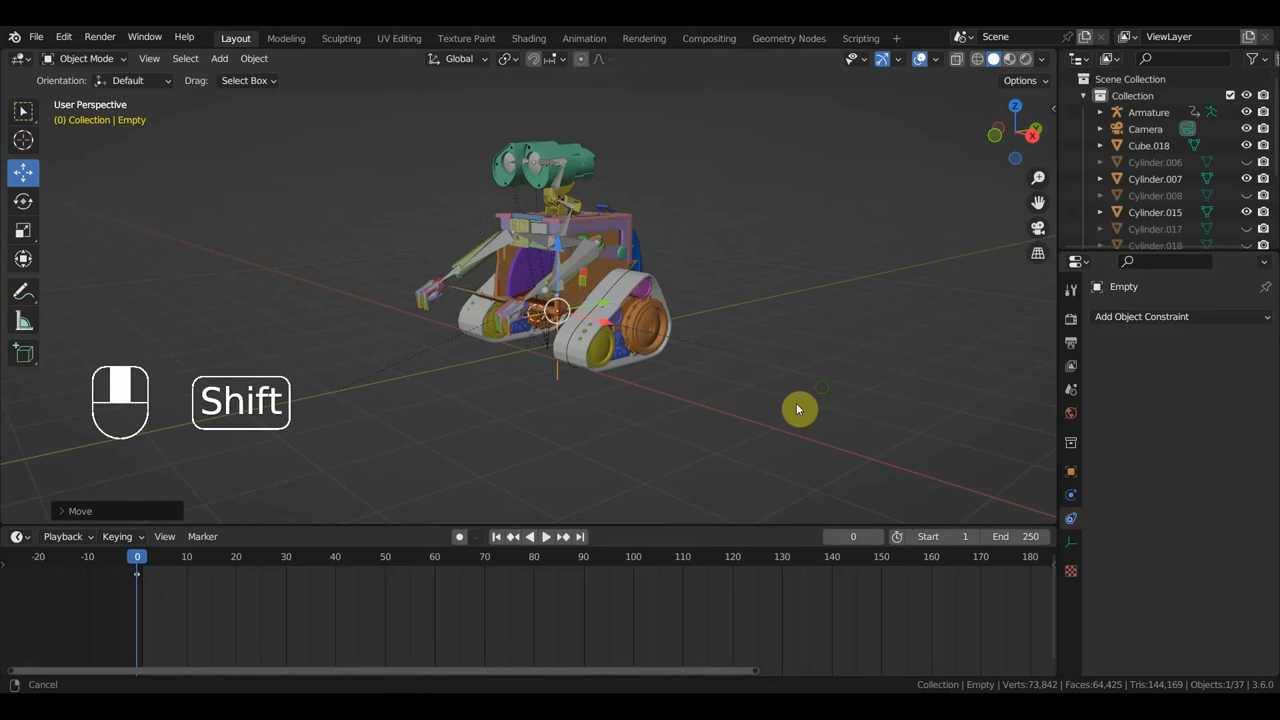 File Edit Render Window Help Layout Modeling Sculpting UV Editing Texture Paint Shading Animation Rendering Compositing Geometry Nodes Scripting + Scene ViewLayer
Object Mode View Select Add Object Global Options
Orientation: Default Drag: Select Box
User Perspective
(0) Collection | Empty
Z
Y
X
Scene Collection
Collection
Armature
Camera
Cube.018
Cylinder.006
Cylinder.007
Cylinder.008
Cylinder.015
Cylinder.017
Cylinder.018
Empty
Add Object Constraint
Shift
> Move
Playback Keying View Marker 0 Start 1 End 250
-20 -10 0 10 20 30 40 50 60 70 80 90 100 110 120 130 140 150 160 170 180
Cancel Collection | Empty | Verts:73,842 | Faces:64,425 | Tris:144,169 | Objects:1/37 | 3.6.0